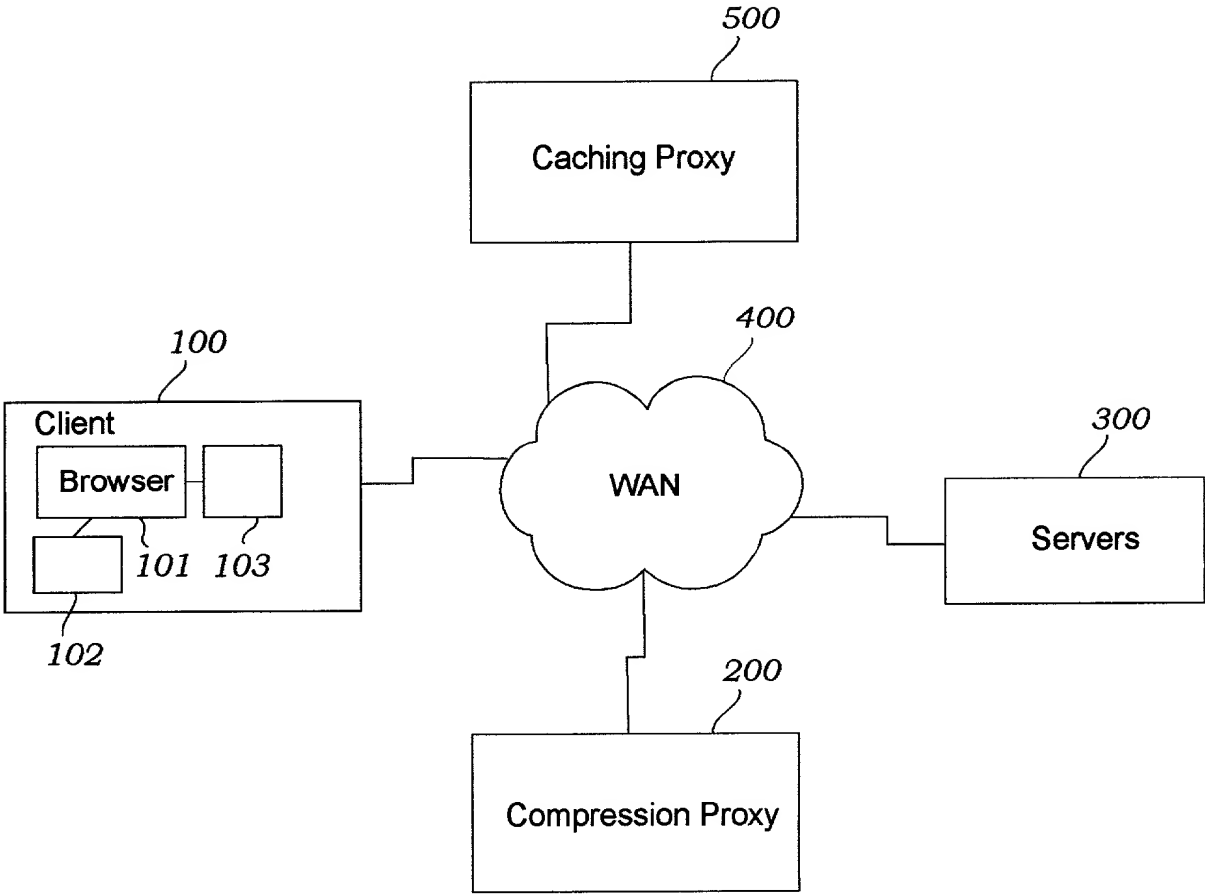 500
Caching Proxy
400
100
Client
Browser
101
103
102
WAN
300
Servers
200
Compression Proxy